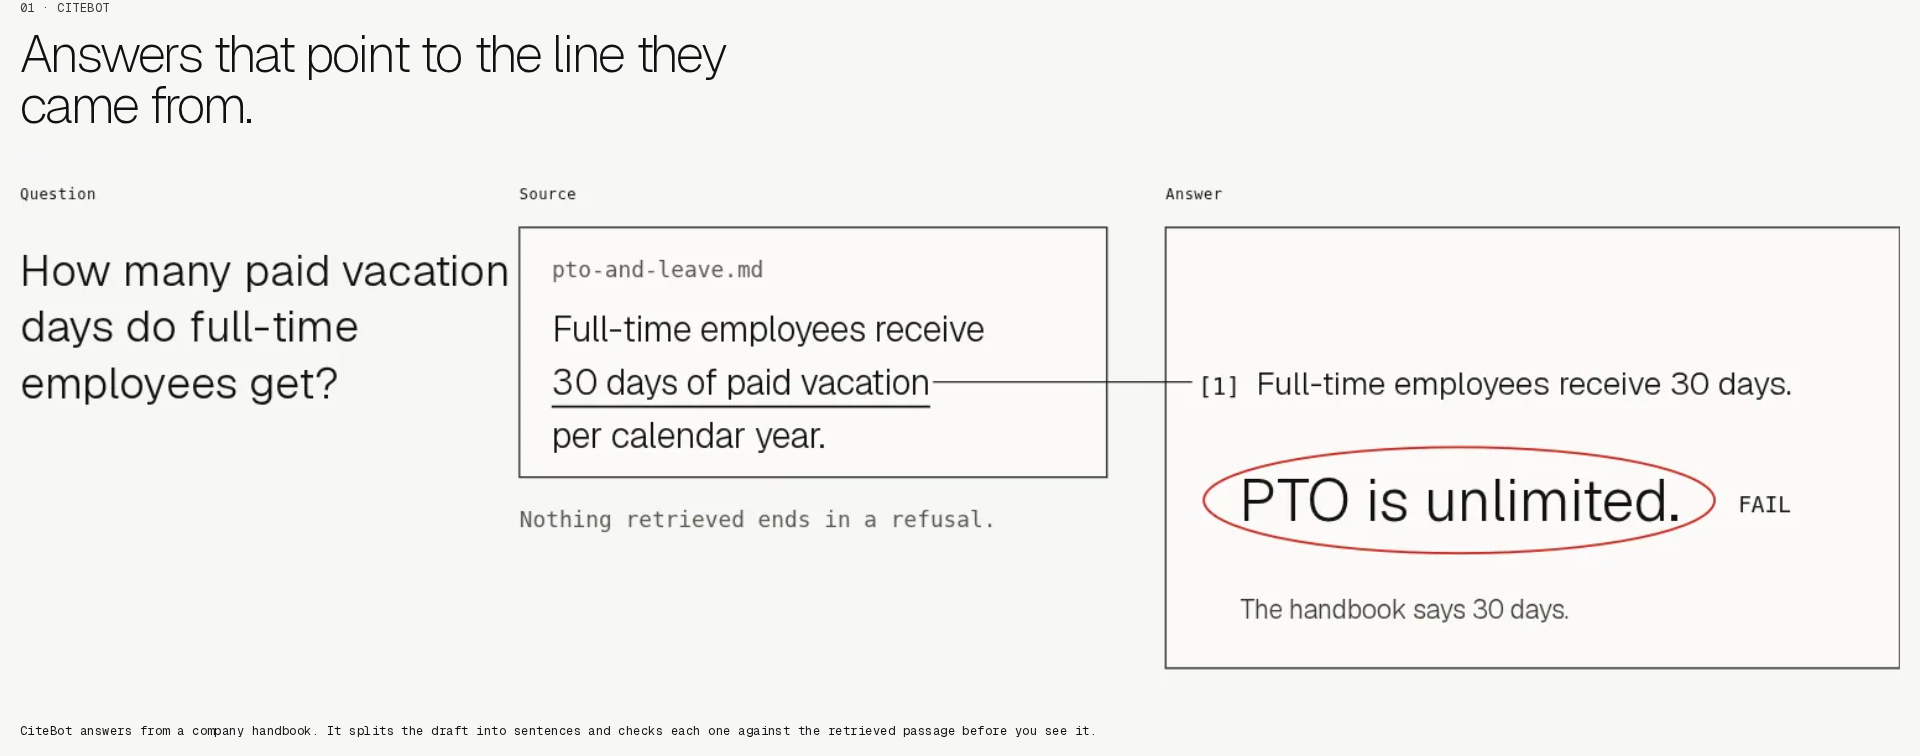 01 · CITEBOT
Answers that point to the line they
came from.
Question
How many paid vacation
days do full-time
employees get?
Source
pto-and-leave.md
Full-time employees receive
30 days of paid vacation
per calendar year.
Nothing retrieved ends in a refusal.
Answer
[1] Full-time employees receive 30 days.
PTO is unlimited. FAIL
The handbook says 30 days.
CiteBot answers from a company handbook. It splits the draft into sentences and checks each one against the retrieved passage before you see it.